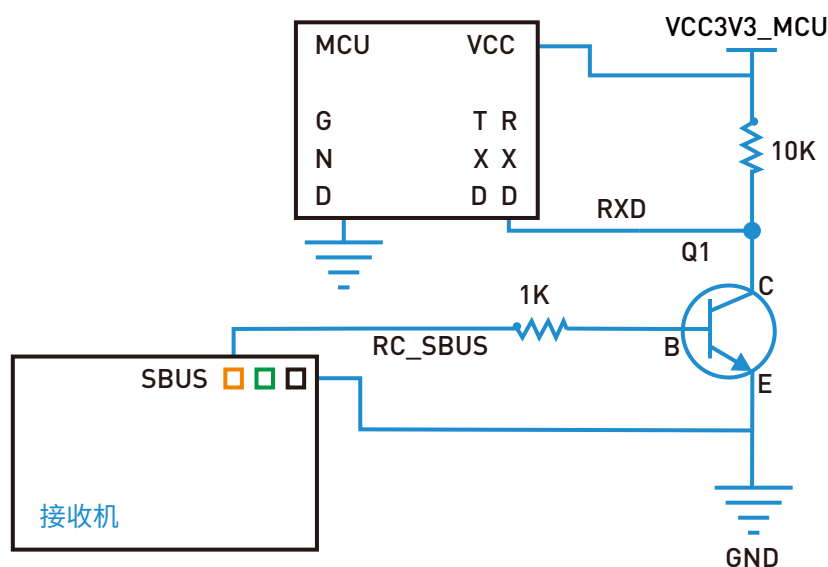 VCC3V3_MCU
MCU VCC
G T R
N X X
D D D
10K
RXD
Q1
C
1K
RC_SBUS
B
E
SBUS
接收机
GND